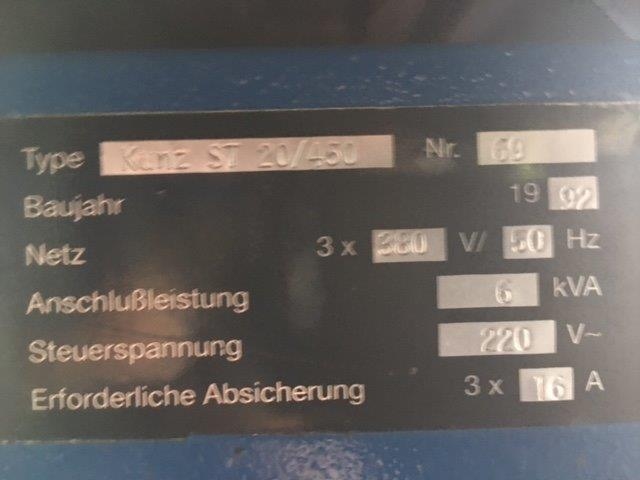 Type Kunz ST 20/450 Nr. 69
Baujahr 19 92
Netz 3 x 380 V/ 50 Hz
Anschlußleistung 6 kVA
Steuerspannung 220 V~
Erforderliche Absicherung 3 x 16 A